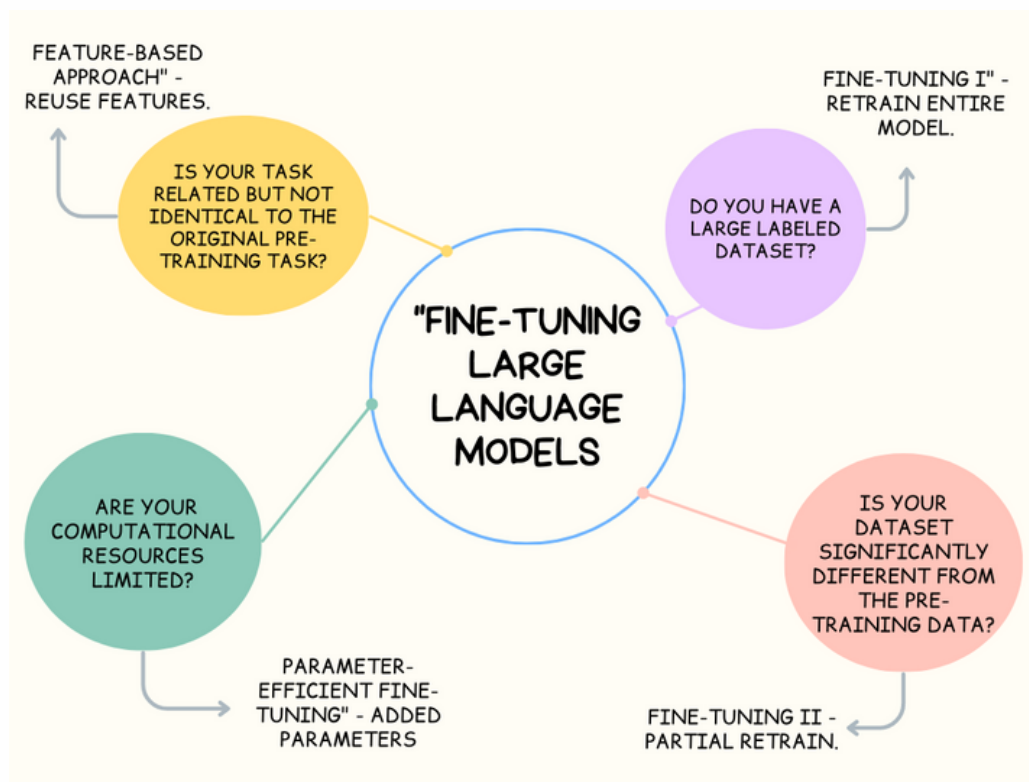 FEATURE-BASED
APPROACH" -
REUSE FEATURES.
IS YOUR TASK
RELATED BUT NOT
IDENTICAL TO THE
ORIGINAL PRE-
TRAINING TASK?
FINE-TUNING I" -
RETRAIN ENTIRE
MODEL.
DO YOU HAVE A
LARGE LABELED
DATASET?
"FINE-TUNING
LARGE
LANGUAGE
MODELS
ARE YOUR
COMPUTATIONAL
RESOURCES
LIMITED?
PARAMETER-
EFFICIENT FINE-
TUNING" - ADDED
PARAMETERS
IS YOUR
DATASET
SIGNIFICANTLY
DIFFERENT FROM
THE PRE-
TRAINING DATA?
FINE-TUNING II -
PARTIAL RETRAIN.